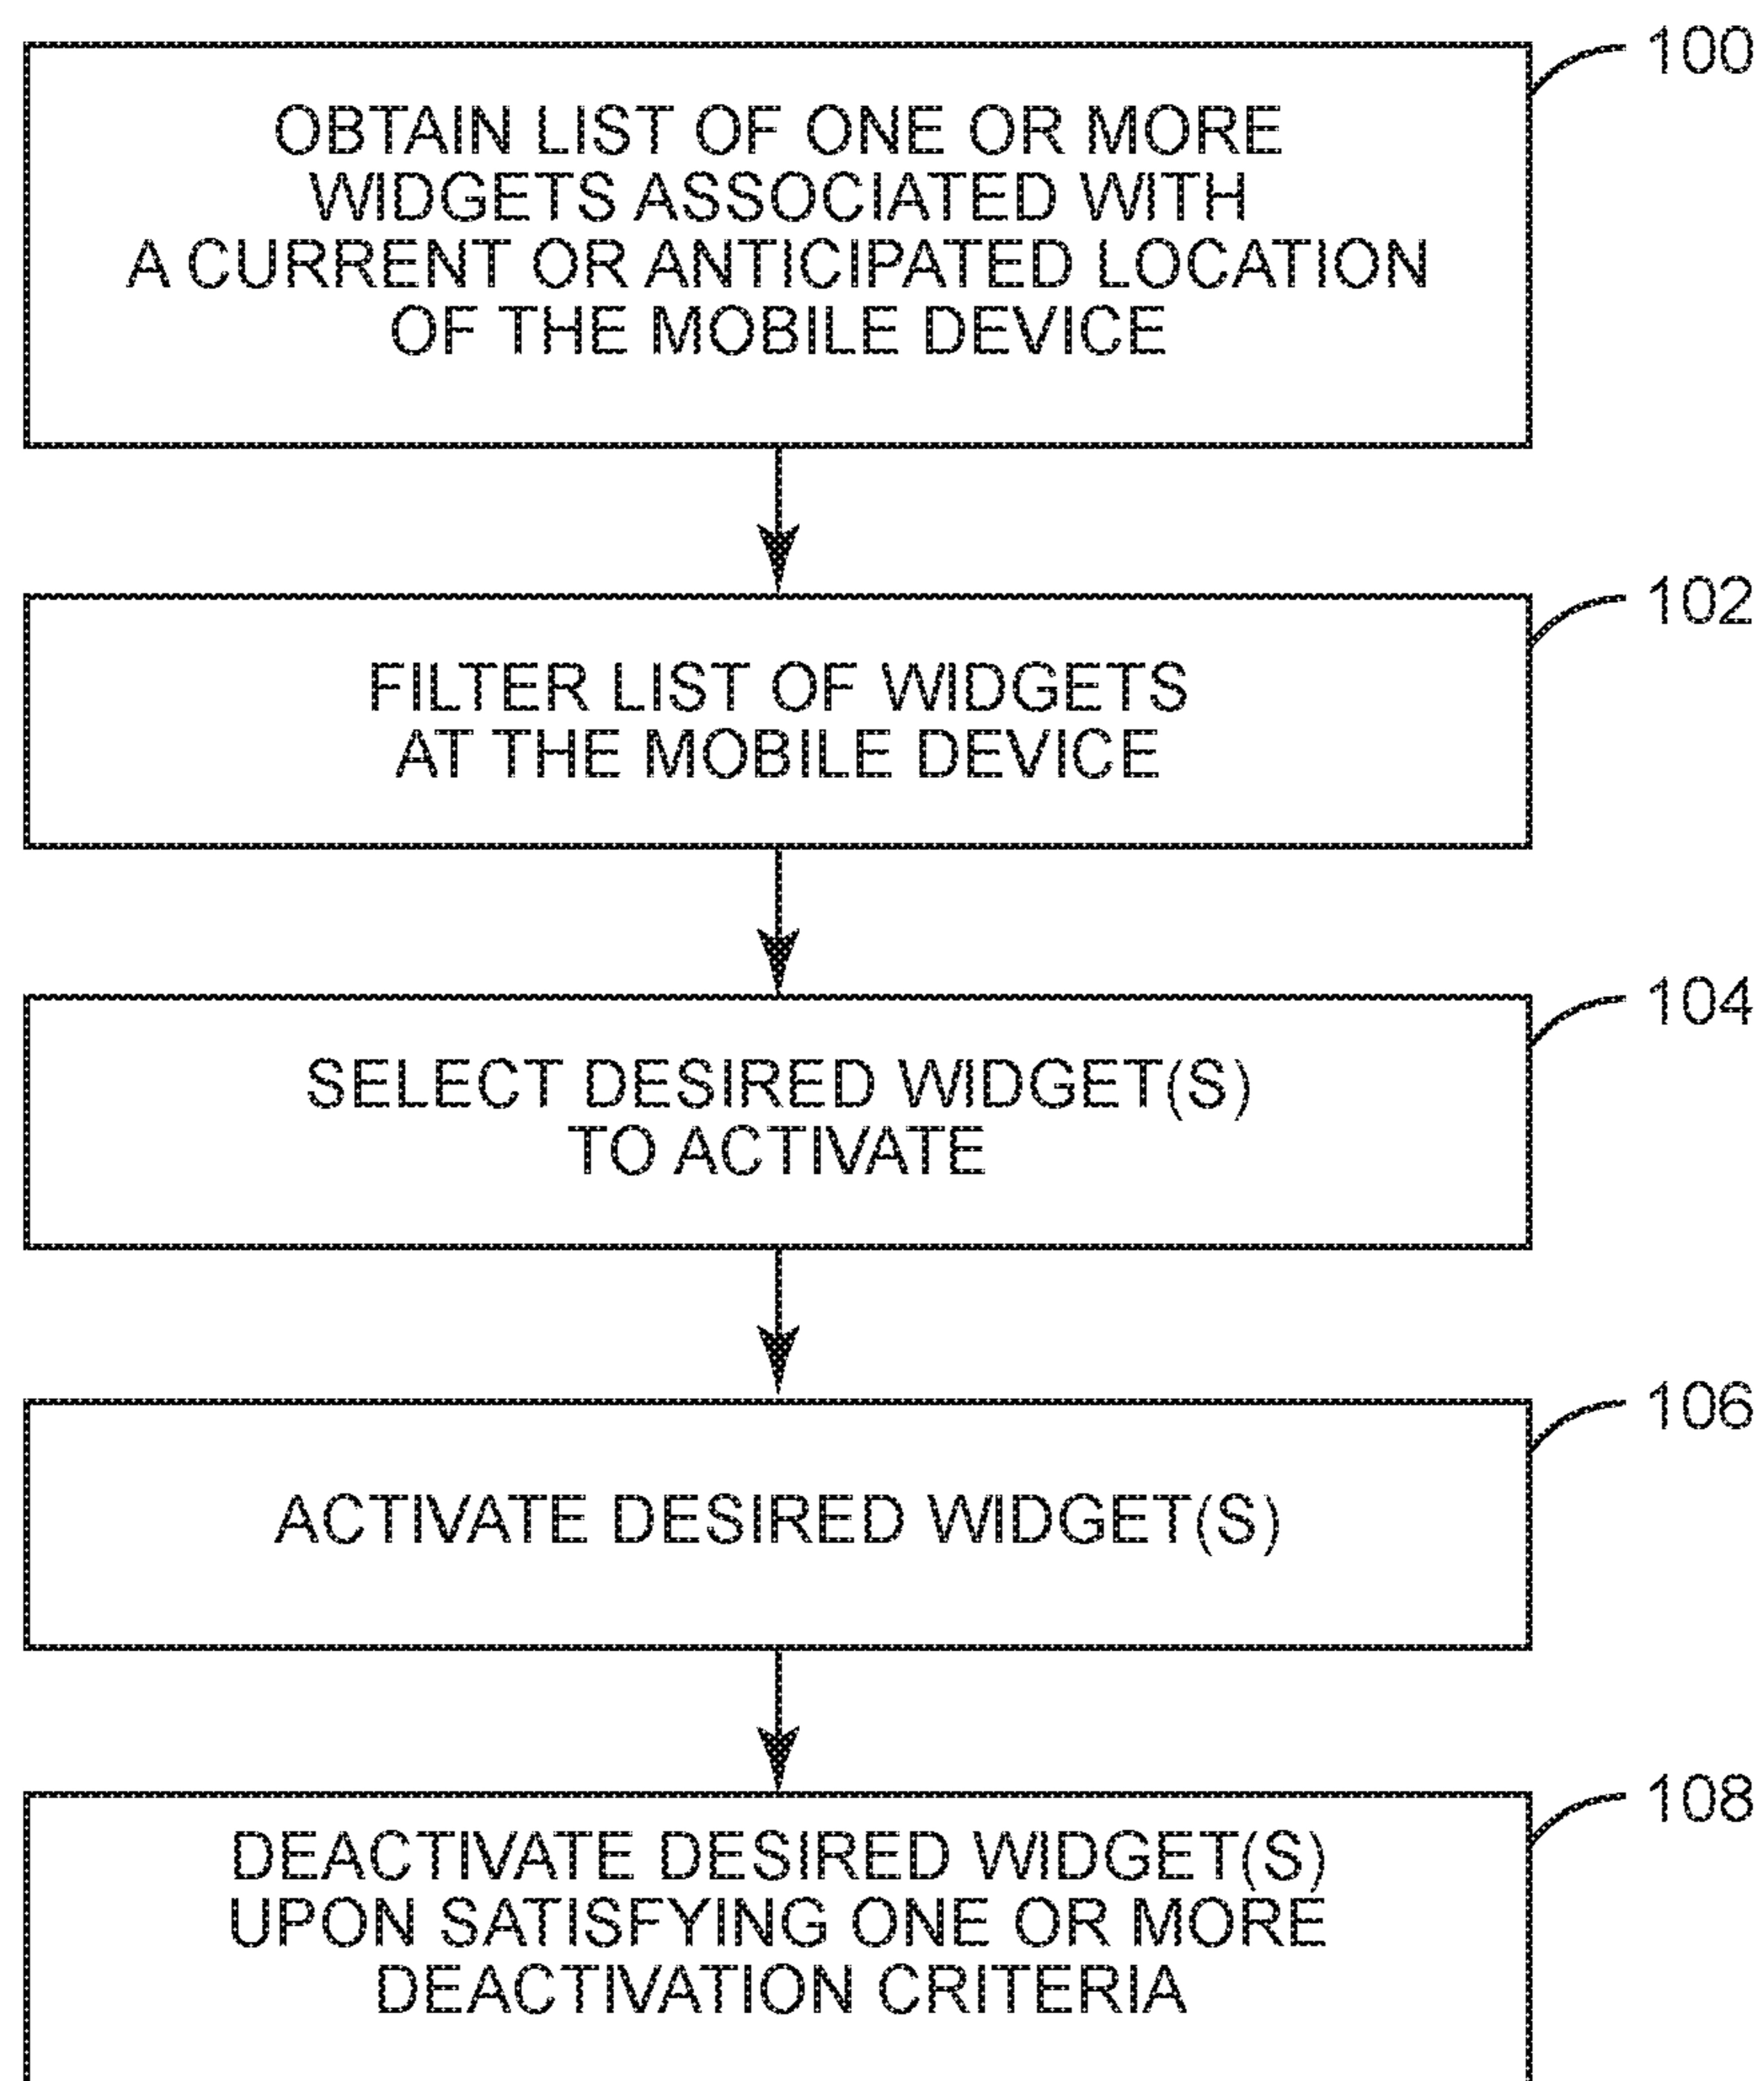 100
OBTAIN LIST OF ONE OR MORE
WIDGETS ASSOCIATED WITH
A CURRENT OR ANTICIPATED LOCATION
OF THE MOBILE DEVICE
102
FILTER LIST OF WIDGETS
AT THE MOBILE DEVICE
104
SELECT DESIRED WIDGET(S)
TO ACTIVATE
106
ACTIVATE DESIRED WIDGET(S)
108
DEACTIVATE DESIRED WIDGET(S)
UPON SATISFYING ONE OR MORE
DEACTIVATION CRITERIA